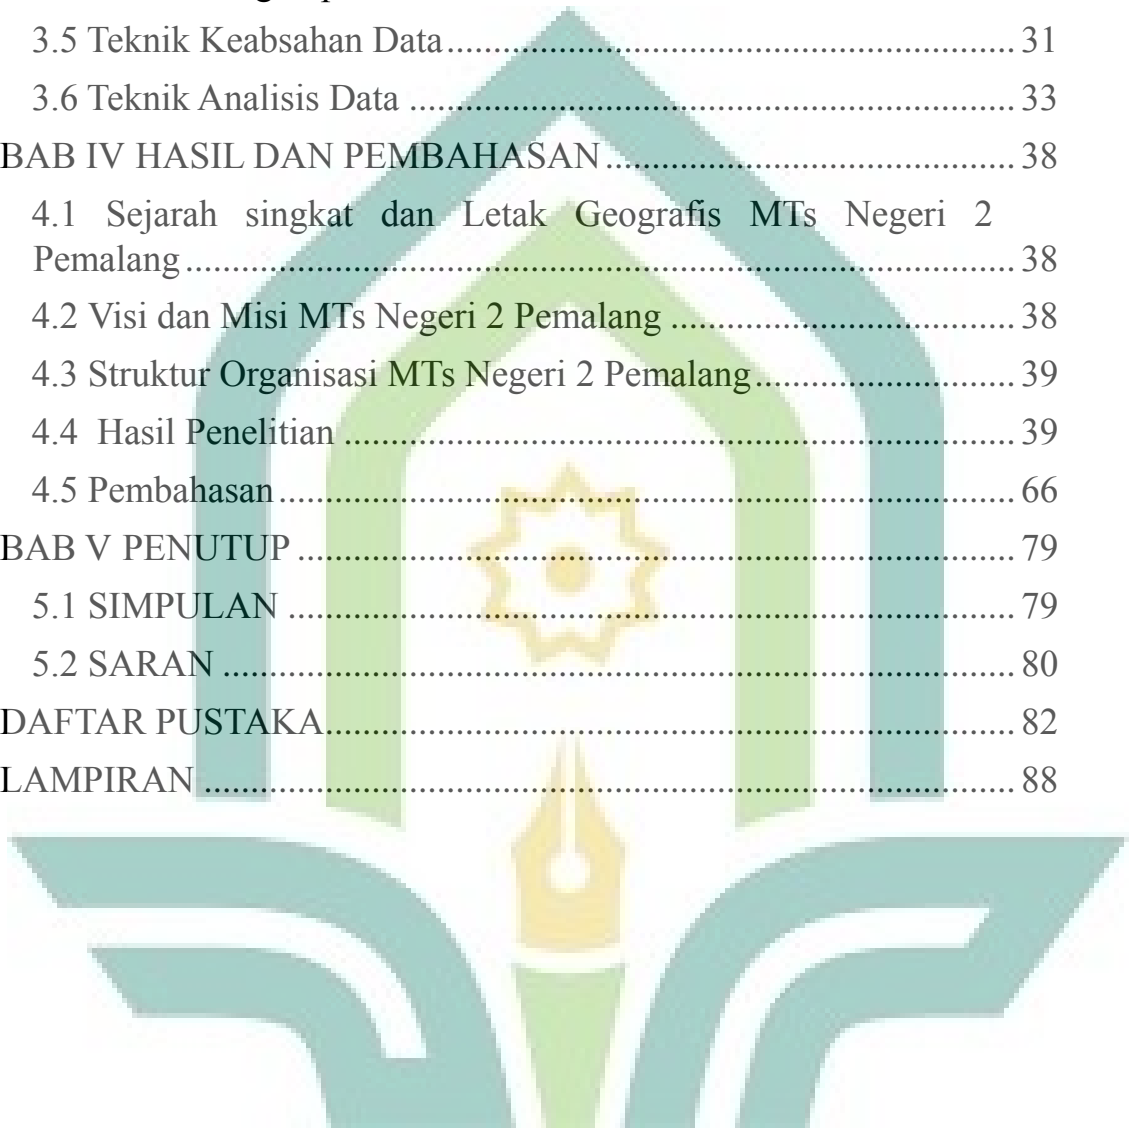 3.5 Teknik Keabsahan Data.............................................................. 31
3.6 Teknik Analisis Data .................................................................. 33
BAB IV HASIL DAN PEMBAHASAN............................................. 38
4.1 Sejarah singkat dan Letak Geografis MTs Negeri 2
Pemalang.......................................................................................... 38
4.2 Visi dan Misi MTs Negeri 2 Pemalang ...................................... 38
4.3 Struktur Organisasi MTs Negeri 2 Pemalang............................. 39
4.4 Hasil Penelitian ......................................................................... 39
4.5 Pembahasan................................................................................ 66
BAB V PENUTUP ............................................................................. 79
5.1 SIMPULAN ............................................................................... 79
5.2 SARAN ...................................................................................... 80
DAFTAR PUSTAKA.......................................................................... 82
LAMPIRAN ....................................................................................... 88